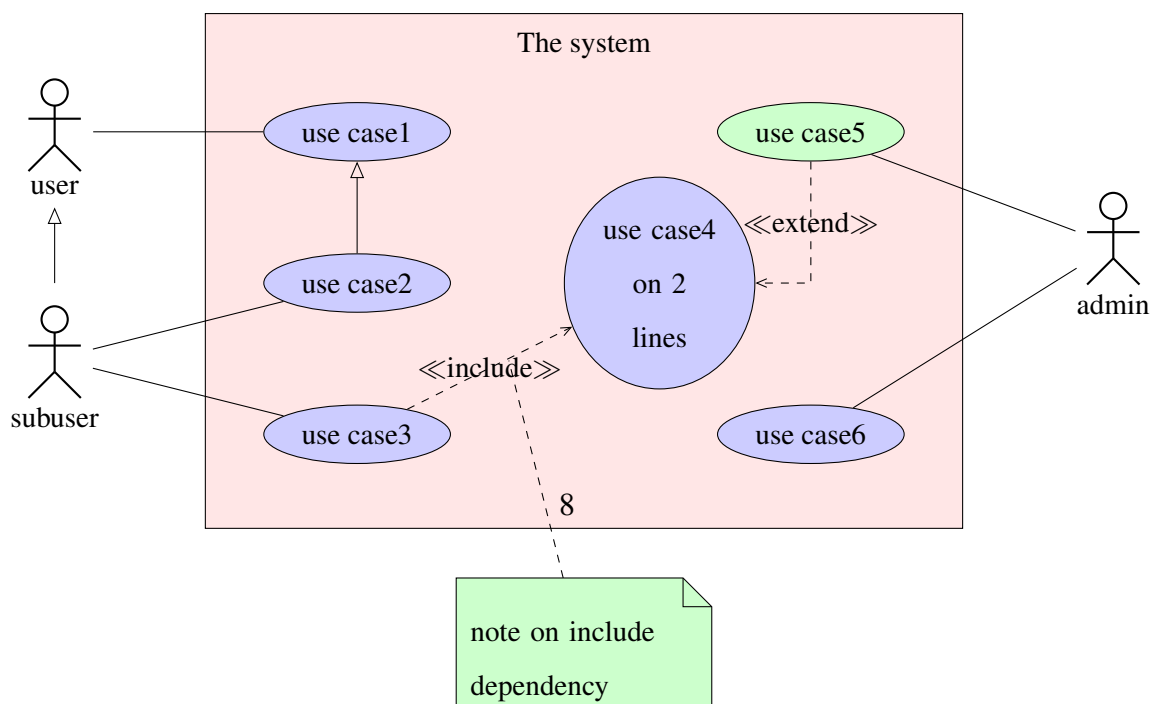 The system
user
use case1
use case5
use case4
on 2
lines
≪extend≫
use case2
admin
≪include≫
subuser
use case3
use case6
8
note on include
dependency